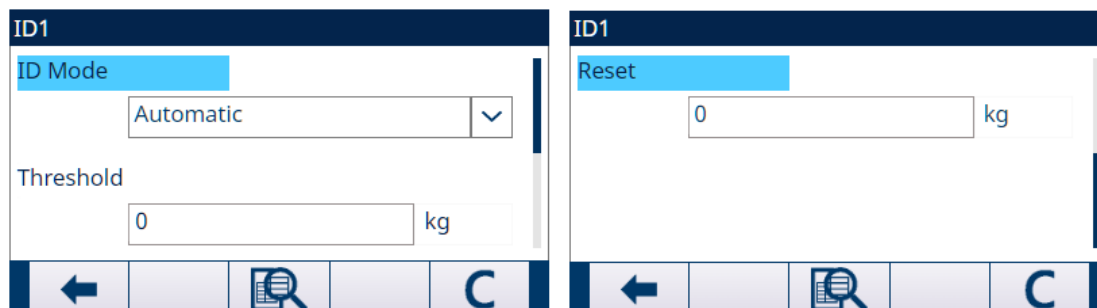 ID1
ID Mode
Automatic
Threshold
0 kg
C
ID1
Reset
0 kg
C